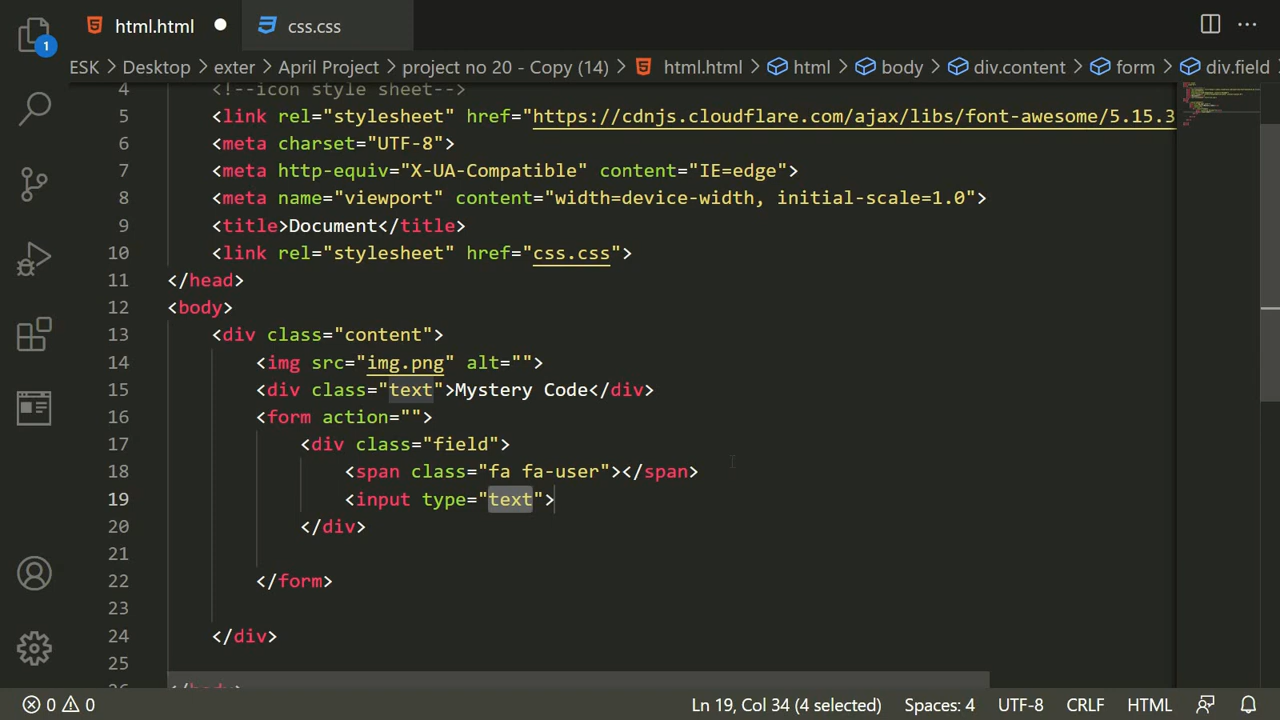 html.html
css.css
1
ESK > Desktop > exter > April Project > project no 20 - Copy (14) > html.html > html > body > div.content > form > div.field
4 <!--icon style sheet-->
5 <link rel="stylesheet" href="https://cdnjs.cloudflare.com/ajax/libs/font-awesome/5.15.3
6 <meta charset="UTF-8">
7 <meta http-equiv="X-UA-Compatible" content="IE=edge">
8 <meta name="viewport" content="width=device-width, initial-scale=1.0">
9 <title>Document</title>
10 <link rel="stylesheet" href="css.css">
11 </head>
12 <body>
13 <div class="content">
14 <img src="img.png" alt="">
15 <div class="text">Mystery Code</div>
16 <form action="">
17 <div class="field">
18 <span class="fa fa-user"></span>
19 <input type="text">
20 </div>
21
22 </form>
23
24 </div>
25
26 </body>
0 0
Ln 19, Col 34 (4 selected) Spaces: 4 UTF-8 CRLF HTML